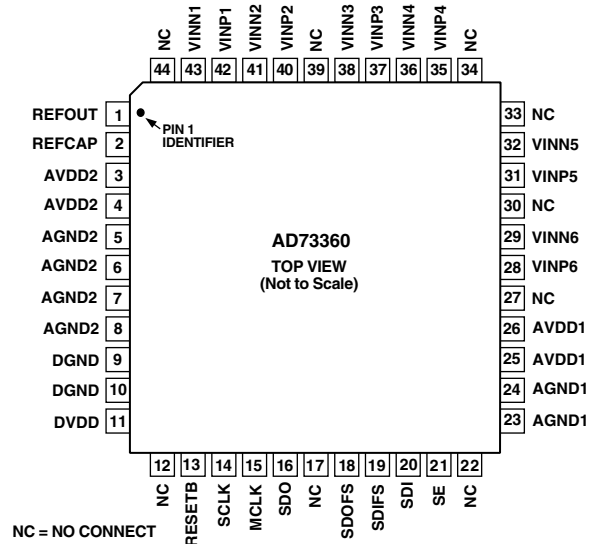 NC VINN1 VINP1 VINN2 VINP2 NC VINN3 VINP3 VINN4 VINP4 NC
44 43 42 41 40 39 38 37 36 35 34
REFOUT 1
REFCAP 2
AVDD2 3
AVDD2 4
AGND2 5
AGND2 6
AGND2 7
AGND2 8
DGND 9
DGND 10
DVDD 11
PIN 1
IDENTIFIER
AD73360
TOP VIEW
(Not to Scale)
33 NC
32 VINN5
31 VINP5
30 NC
29 VINN6
28 VINP6
27 NC
26 AVDD1
25 AVDD1
24 AGND1
23 AGND1
12 13 14 15 16 17 18 19 20 21 22
NC RESETB SCLK MCLK SDO NC SDOFS SDIFS SDI SE NC
NC = NO CONNECT